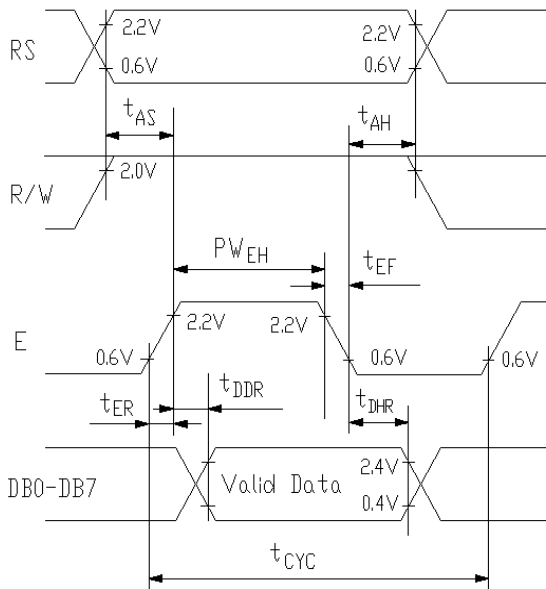 RS 2.2V 2.2V
0.6V 0.6V
tAS tAH
R/W 2.0V
PWEH tEF
E 2.2V 2.2V
0.6V 0.6V 0.6V
tER tDDR tDHR
DB0-DB7 Valid Data 2.4V
0.4V
tCYC